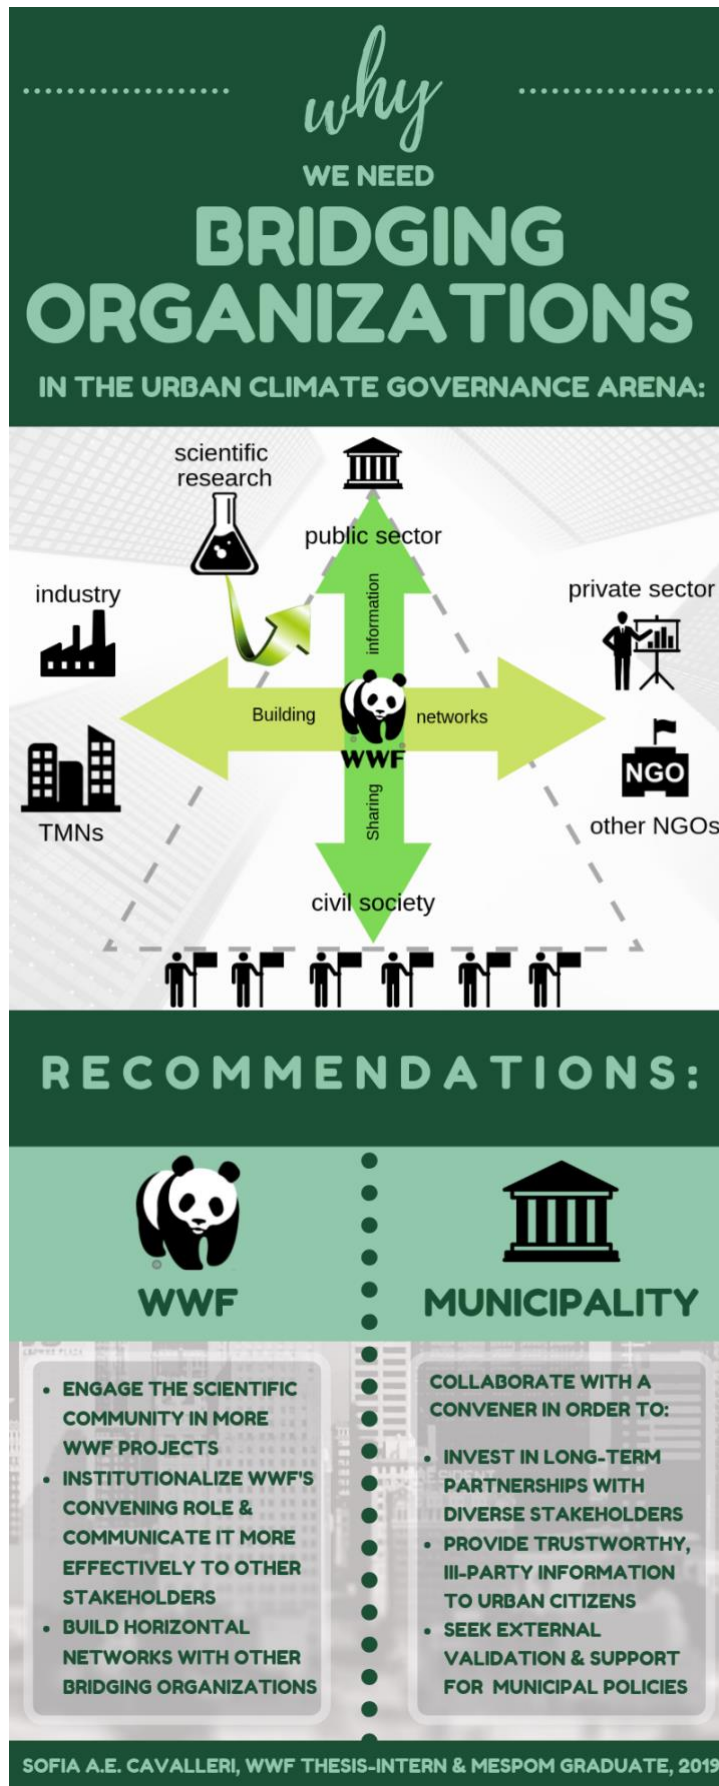 why
WE NEED
BRIDGING
ORGANIZATIONS
IN THE URBAN CLIMATE GOVERNANCE ARENA:
scientific
research
public sector
industry
private sector
information
Building
networks
WWF
Sharing
NGO
TMNs
other NGOs
civil society
RECOMMENDATIONS:
WWF
• ENGAGE THE SCIENTIFIC
COMMUNITY IN MORE
WWF PROJECTS
• INSTITUTIONALIZE WWF'S
CONVENING ROLE &
COMMUNICATE IT MORE
EFFECTIVELY TO OTHER
STAKEHOLDERS
• BUILD HORIZONTAL
NETWORKS WITH OTHER
BRIDGING ORGANIZATIONS
MUNICIPALITY
COLLABORATE WITH A
CONVENER IN ORDER TO:
• INVEST IN LONG-TERM
PARTNERSHIPS WITH
DIVERSE STAKEHOLDERS
• PROVIDE TRUSTWORTHY,
III-PARTY INFORMATION
TO URBAN CITIZENS
• SEEK EXTERNAL
VALIDATION & SUPPORT
FOR MUNICIPAL POLICIES
SOFIA A.E. CAVALLERI, WWF THESIS-INTERN & MESPOM GRADUATE, 2019